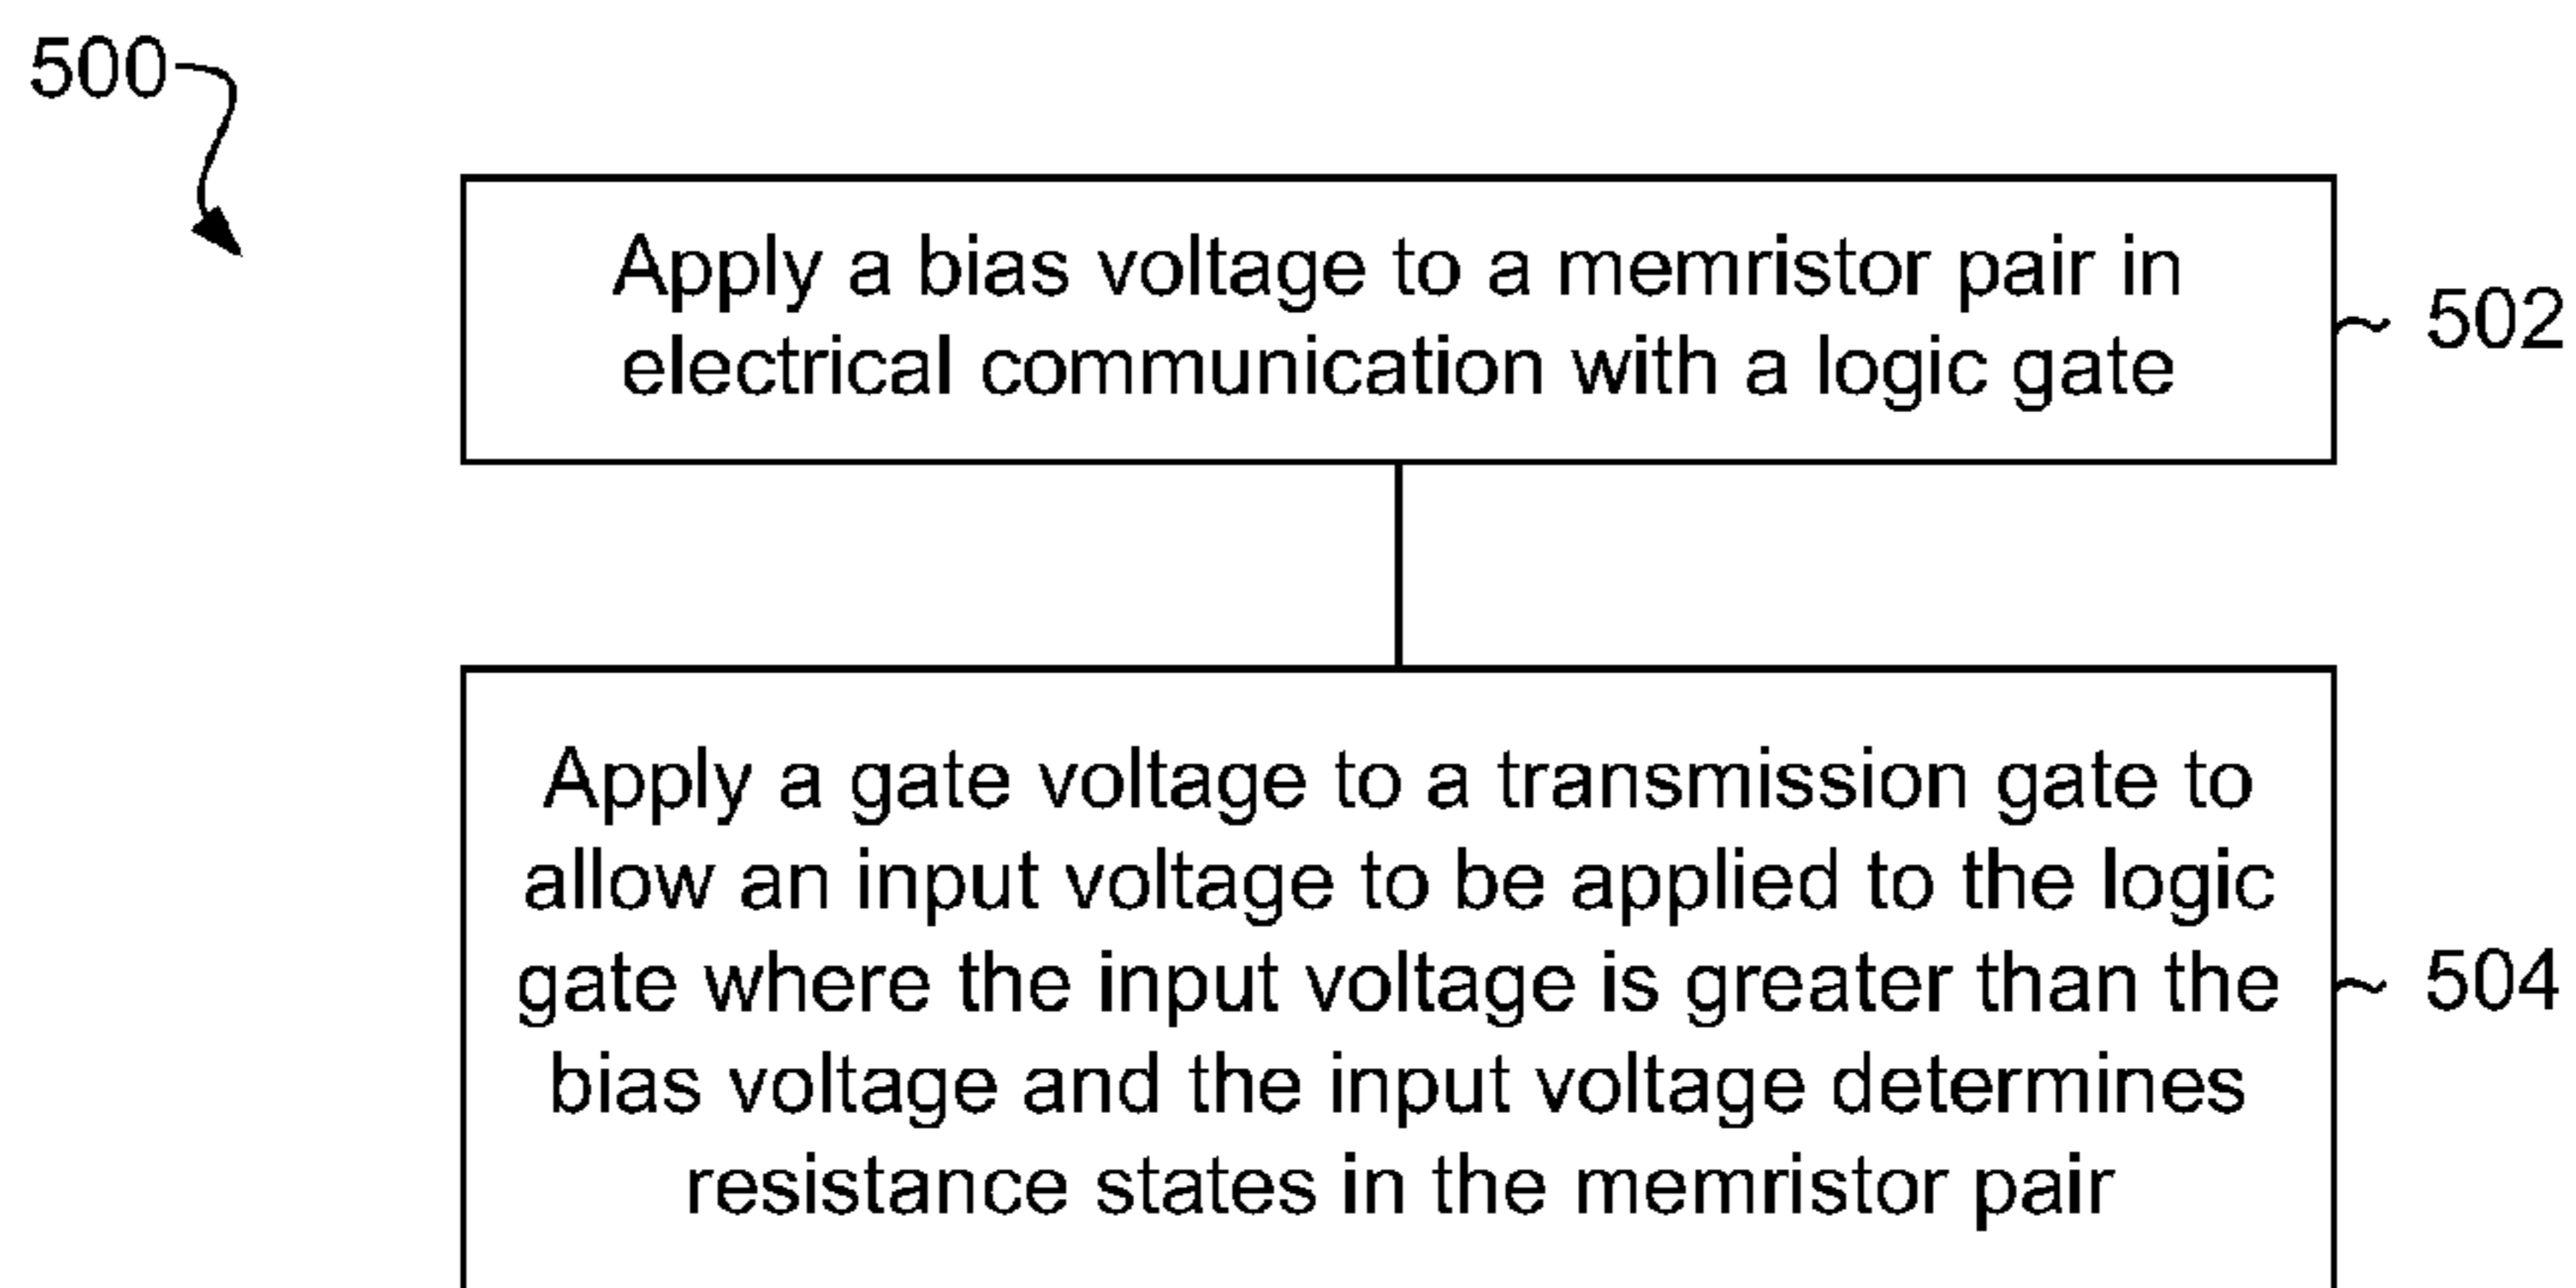 500
Apply a bias voltage to a memristor pair in
electrical communication with a logic gate
502
Apply a gate voltage to a transmission gate to
allow an input voltage to be applied to the logic
gate where the input voltage is greater than the
bias voltage and the input voltage determines
resistance states in the memristor pair
504